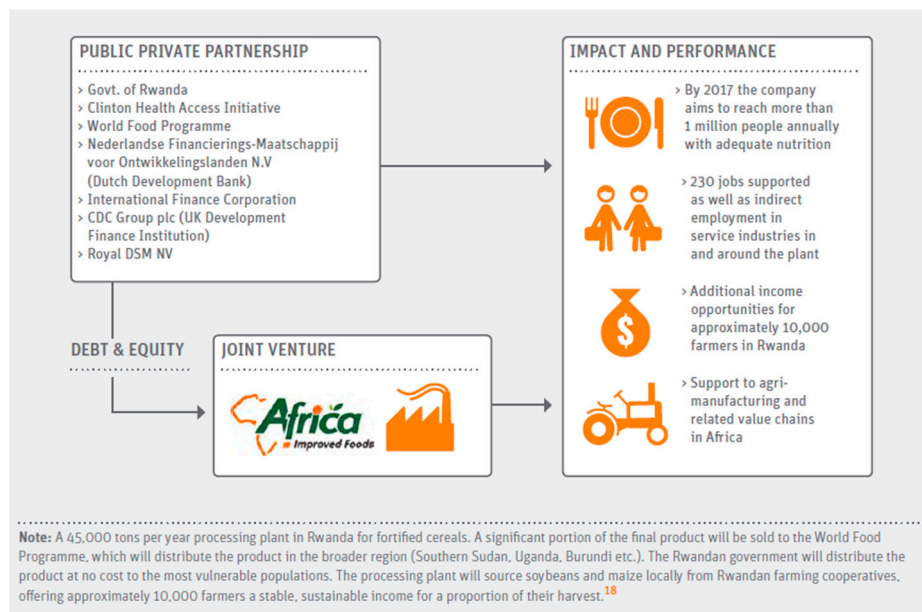 PUBLIC PRIVATE PARTNERSHIP
> Govt. of Rwanda
> Clinton Health Access Initiative
> World Food Programme
> Nederlandse Financierings-Maatschappij
voor Ontwikkelingslanden N.V
(Dutch Development Bank)
> International Finance Corporation
> CDC Group plc (UK Development
Finance Institution)
> Royal DSM NV
DEBT & EQUITY
JOINT VENTURE
Africa
Improved Foods
IMPACT AND PERFORMANCE
> By 2017 the company
aims to reach more than
1 million people annually
with adequate nutrition
> 230 jobs supported
as well as indirect
employment in
service industries in
and around the plant
$
> Additional income
opportunities for
approximately 10,000
farmers in Rwanda
> Support to agri-
manufacturing and
related value chains
in Africa
Note: A 45,000 tons per year processing plant in Rwanda for fortified cereals. A significant portion of the final product will be sold to the World Food
Programme, which will distribute the product in the broader region (Southern Sudan, Uganda, Burundi etc.). The Rwandan government will distribute the
product at no cost to the most vulnerable populations. The processing plant will source soybeans and maize locally from Rwandan farming cooperatives,
offering approximately 10,000 farmers a stable, sustainable income for a proportion of their harvest.18